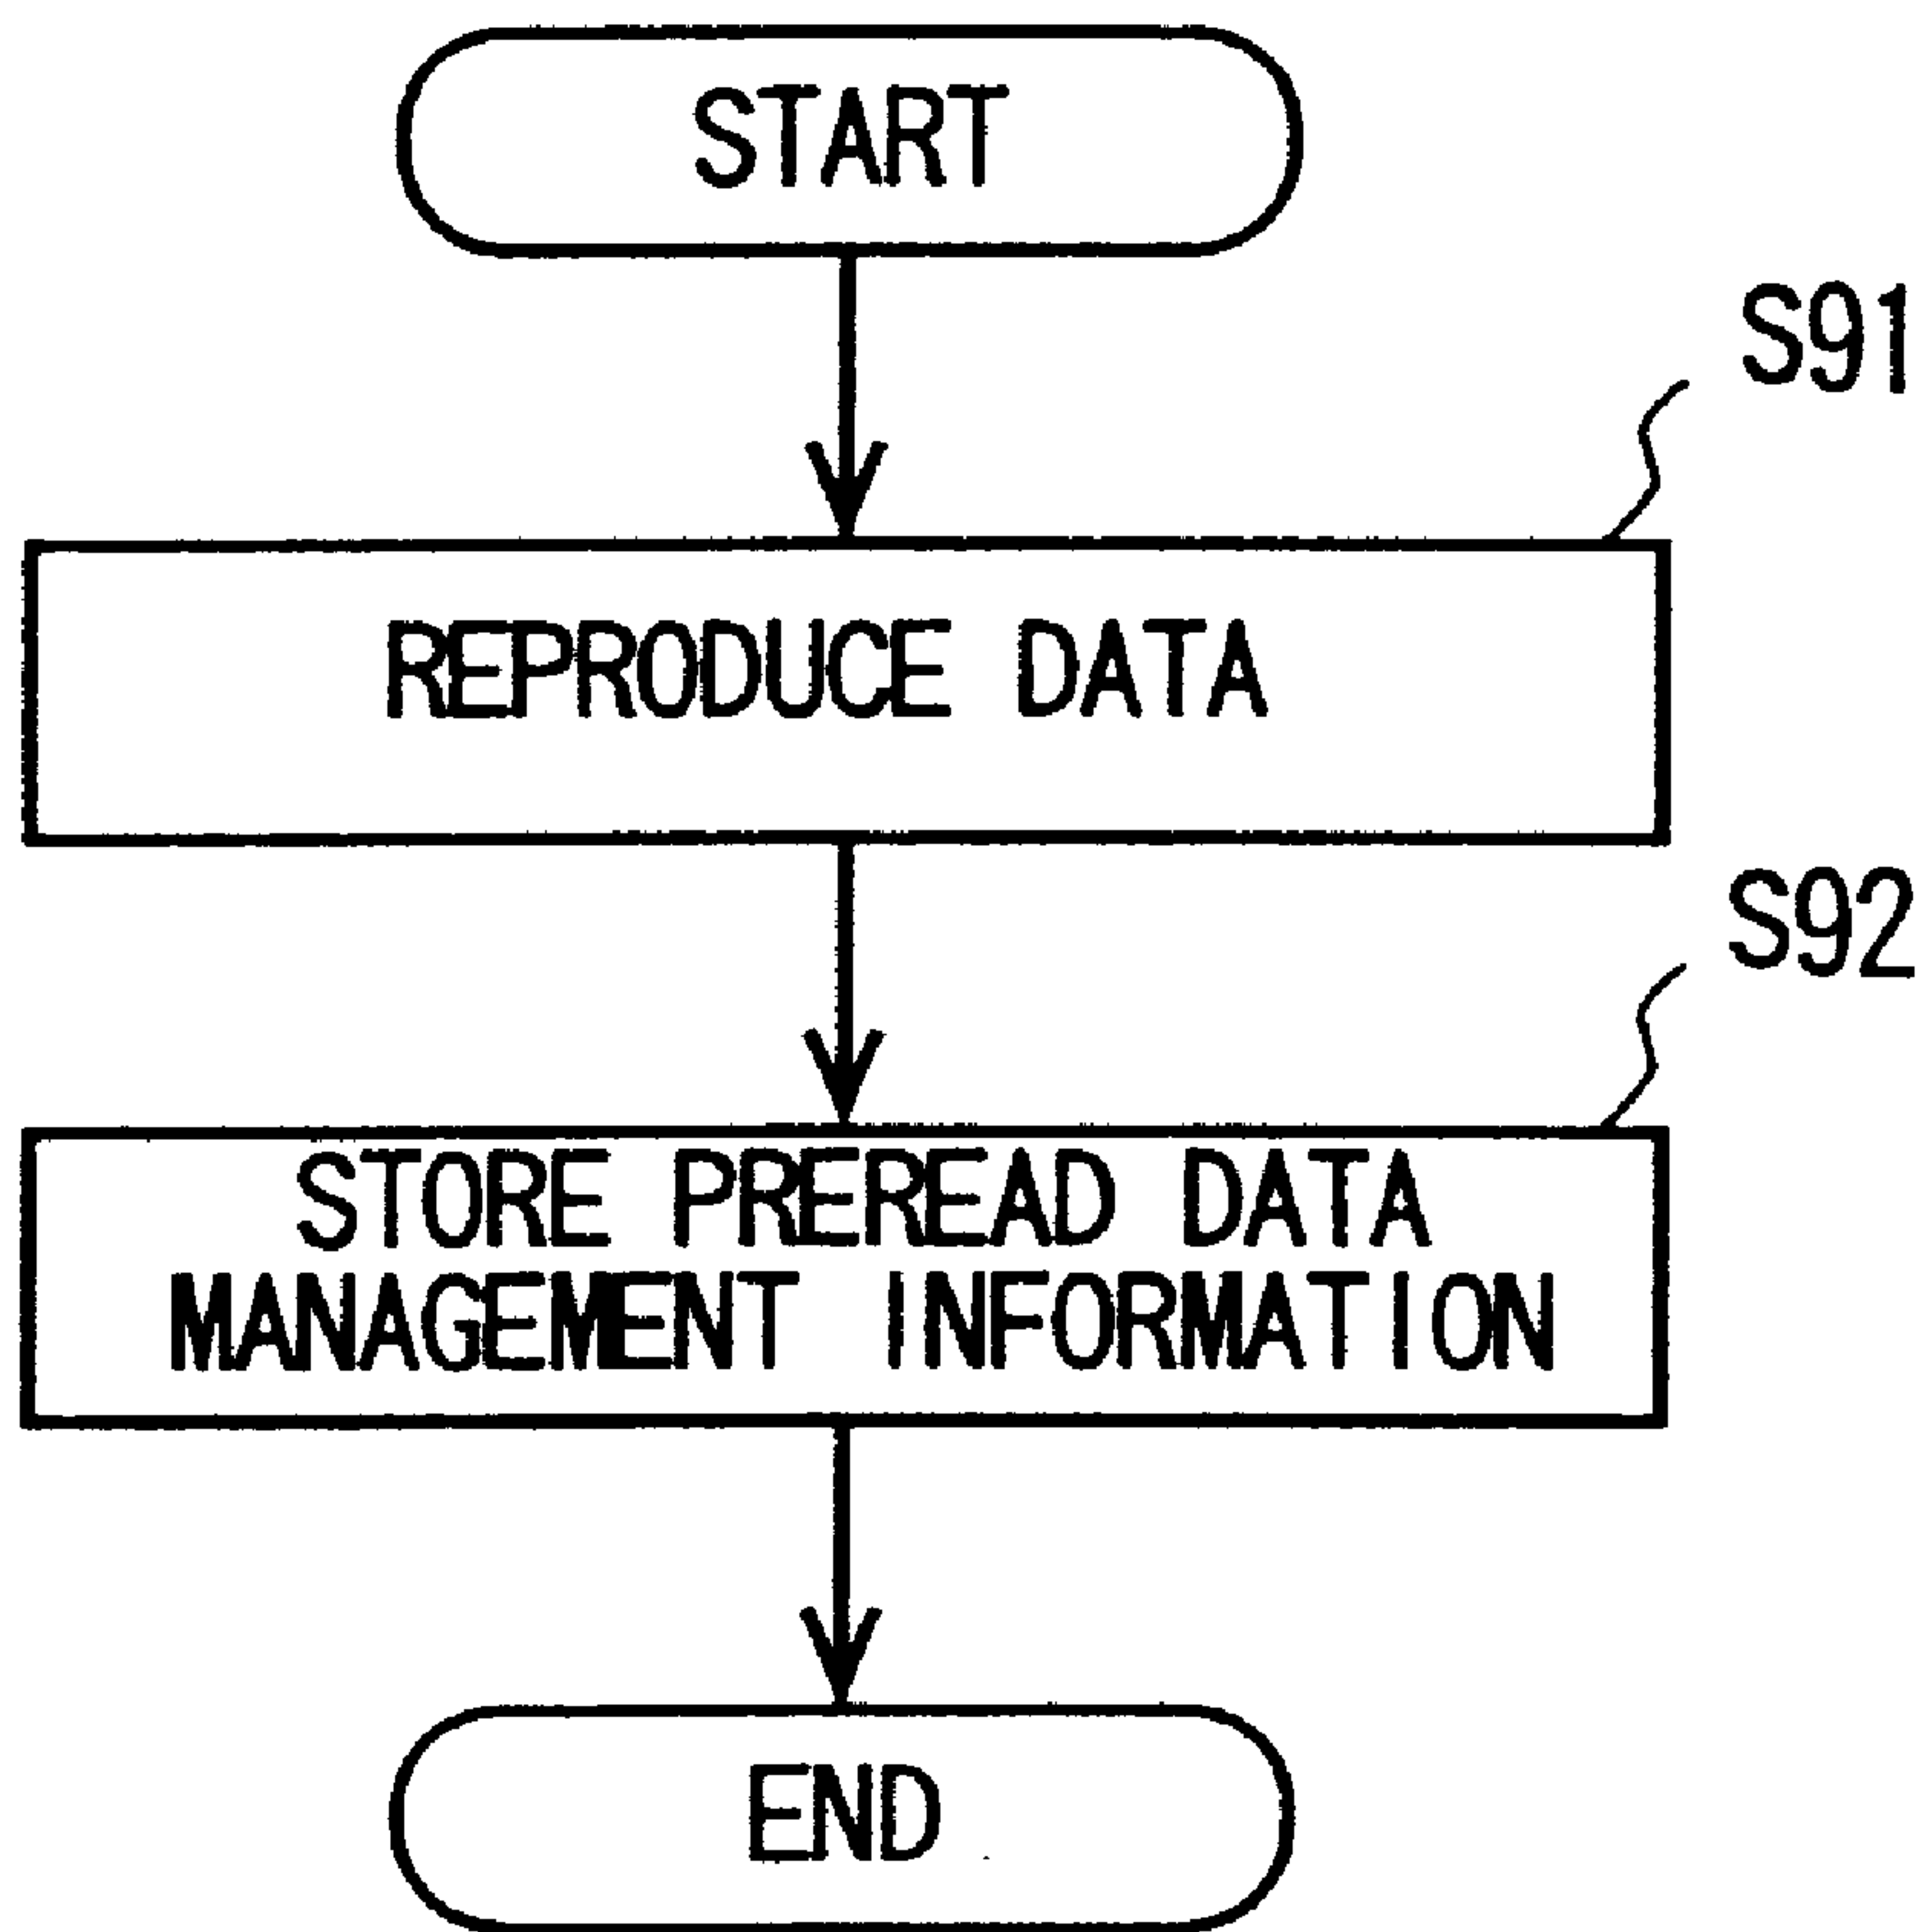 START
S91
REPRODUCE DATA
S92
STORE PREREAD DATA
MANAGEMENT INFORMATION
END